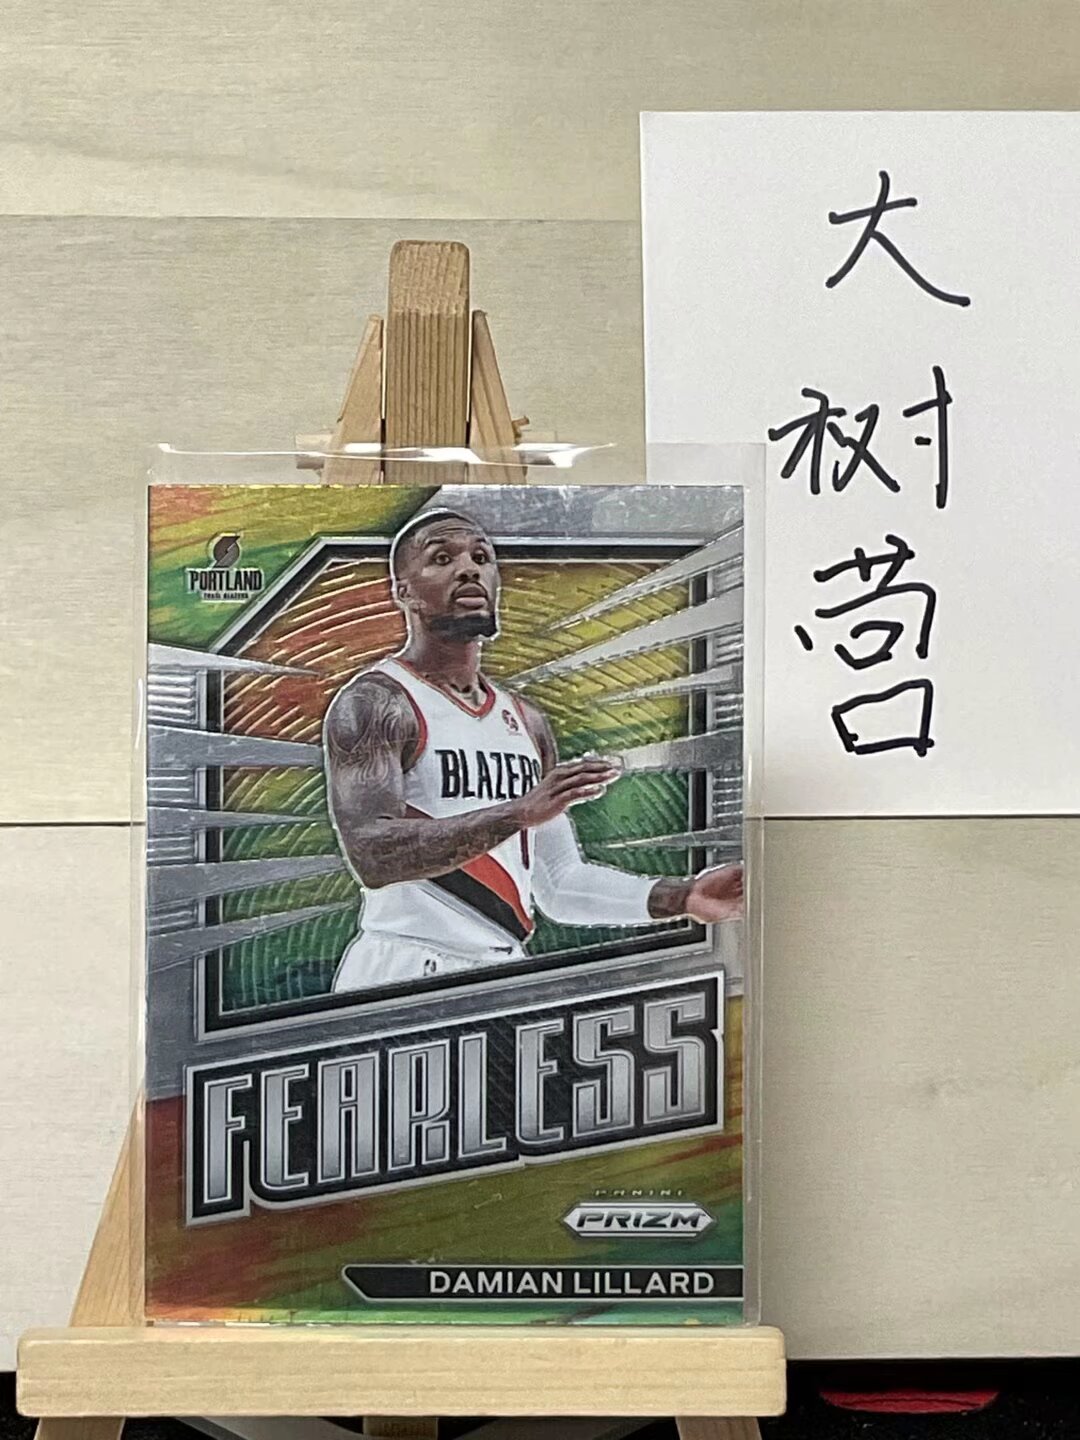 大
树
营
PORTLAND
TRAIL BLAZERS
BLAZERS
FEARLESS
PANINI
PRIZM
DAMIAN LILLARD